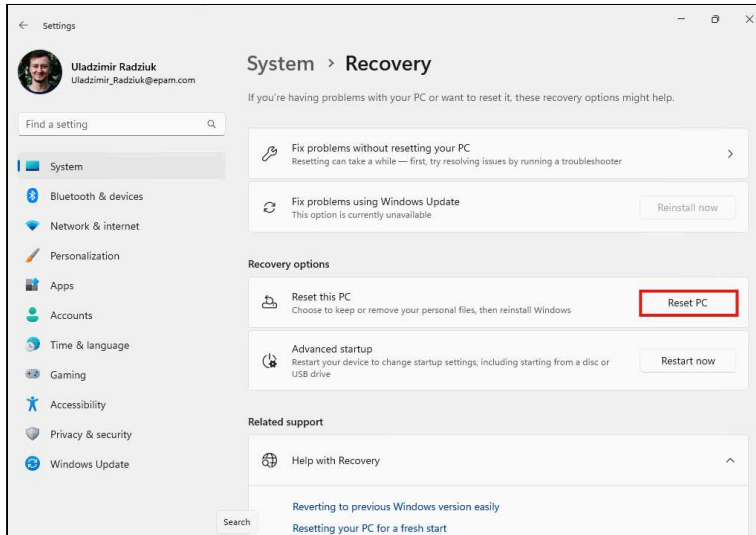 Settings
Uladzimir Radziuk
Uladzimir_Radziuk@epam.com
Find a setting
System
Bluetooth & devices
Network & internet
Personalization
Apps
Accounts
Time & language
Gaming
Accessibility
Privacy & security
Windows Update
System > Recovery
If you're having problems with your PC or want to reset it, these recovery options might help.
Fix problems without resetting your PC
Resetting can take a while — first, try resolving issues by running a troubleshooter
Fix problems using Windows Update
This option is currently unavailable
Reinstall now
Recovery options
Reset this PC
Choose to keep or remove your personal files, then reinstall Windows
Reset PC
Advanced startup
Restart your device to change startup settings, including starting from a disc or
USB drive
Restart now
Related support
Help with Recovery
Reverting to previous Windows version easily
Resetting your PC for a fresh start
Search